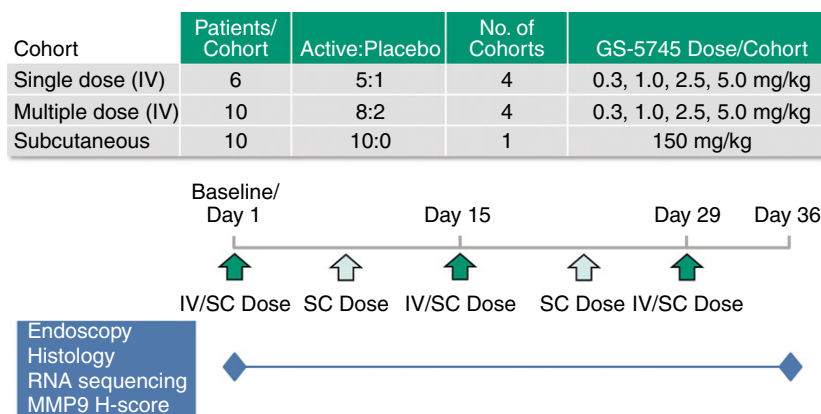 Cohort Patients/ Cohort Active:Placebo No. of Cohorts GS-5745 Dose/Cohort
Single dose (IV) 6 5:1 4 0.3, 1.0, 2.5, 5.0 mg/kg
Multiple dose (IV) 10 8:2 4 0.3, 1.0, 2.5, 5.0 mg/kg
Subcutaneous 10 10:0 1 150 mg/kg
Baseline/
Day 1 Day 15 Day 29 Day 36
IV/SC Dose SC Dose IV/SC Dose SC Dose IV/SC Dose
Endoscopy
Histology
RNA sequencing
MMP9 H-score